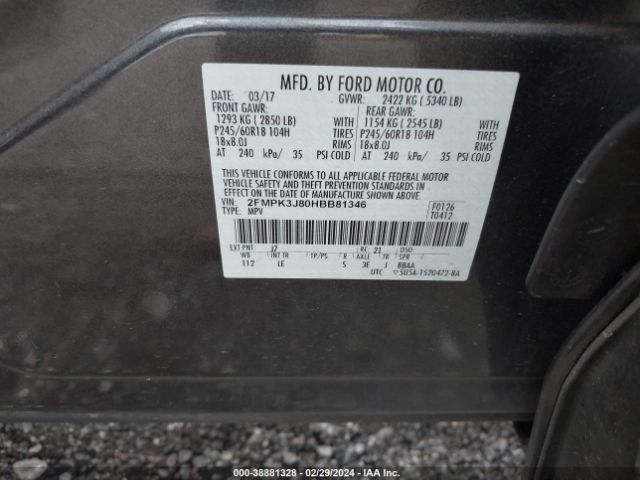 MFD. BY FORD MOTOR CO.
DATE: 03/17 GVWR: 2422 KG ( 5340 LB)
FRONT GAWR: REAR GAWR:
1293 KG ( 2850 LB) WITH 1154 KG ( 2545 LB) WITH
P245/60R18 104H TIRES P245/60R18 104H TIRES
18x8.0J RIMS 18x8.0J RIMS
AT 240 kPa/ 35 PSI COLD AT 240 kPa/ 35 PSI COLD
THIS VEHICLE CONFORMS TO ALL APPLICABLE FEDERAL MOTOR
VEHICLE SAFETY AND THEFT PREVENTION STANDARDS IN
EFFECT ON THE DATE OF MANUFACTURE SHOWN ABOVE.
VIN: 2FMPK3J80HBB81346 F0126
TYPE: MPV T0412
EXT PNT: J7 RC: 21 DSO:
WB INT TR TP/PS R AXLE TR SPR
112 LE S 3E J BBAA
UTC ▽5U5A-1520472-BA
000-38881328 - 02/29/2024 - IAA Inc.